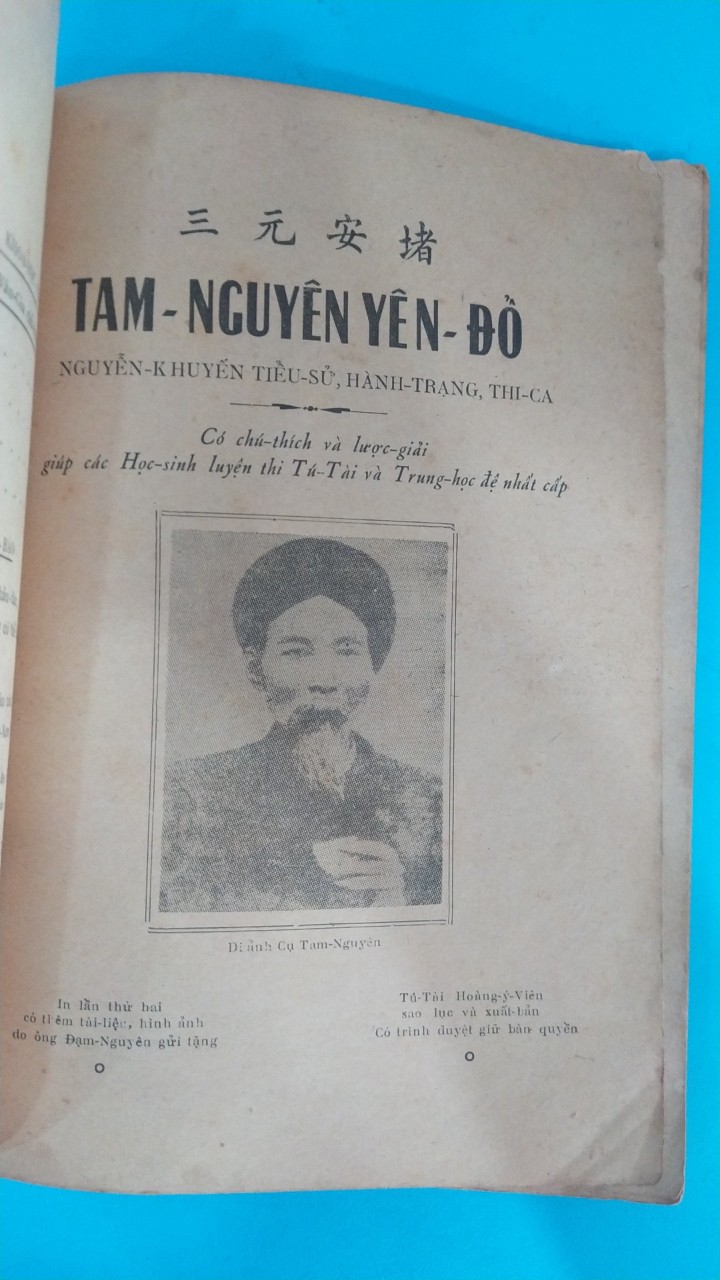 三 元 安 堵
TAM - NGUYÊN YÊN - ĐỔ
NGUYỄN-KHUYẾN TIỂU-SỬ, HÀNH-TRẠNG, THI-CA
Có chú-thích và lược-giải
giúp các Học-sinh luyện thi Tú-Tài và Trung-học đệ nhất cấp
Di ảnh Cụ Tam-Nguyên
In lần thứ hai
có thêm tài-liệu, hình ảnh
do ông Đạm-Nguyên gửi tặng
Tú-Tài Hoàng-ý-Viên
sao lục và xuất-bản
Có trình duyệt giữ bản quyền